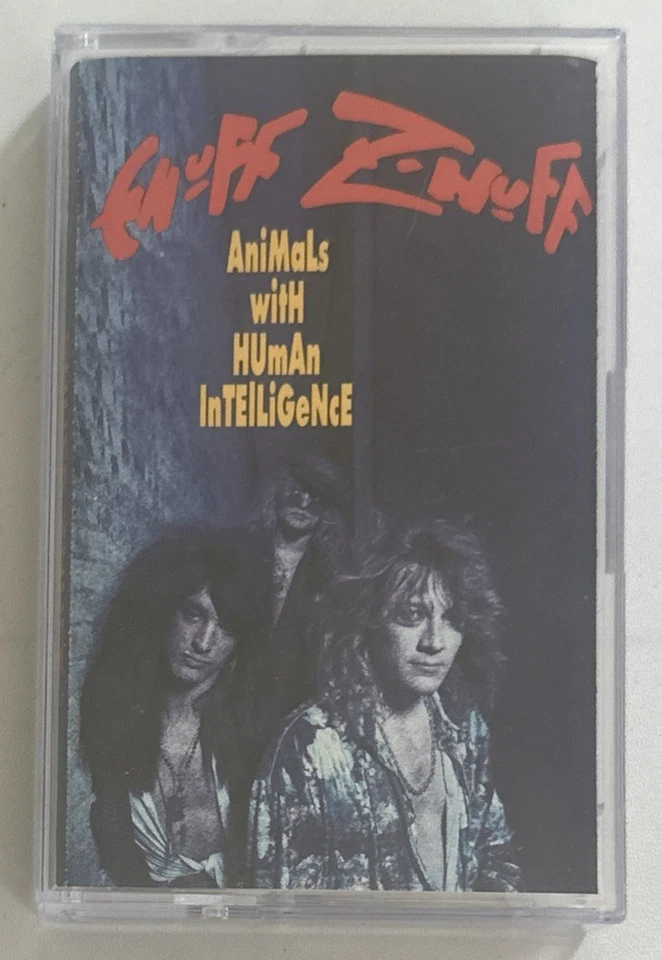 EnuFF Z'NuFF
AniMaLs
witH
HUmAn
InTElLiGeNcE